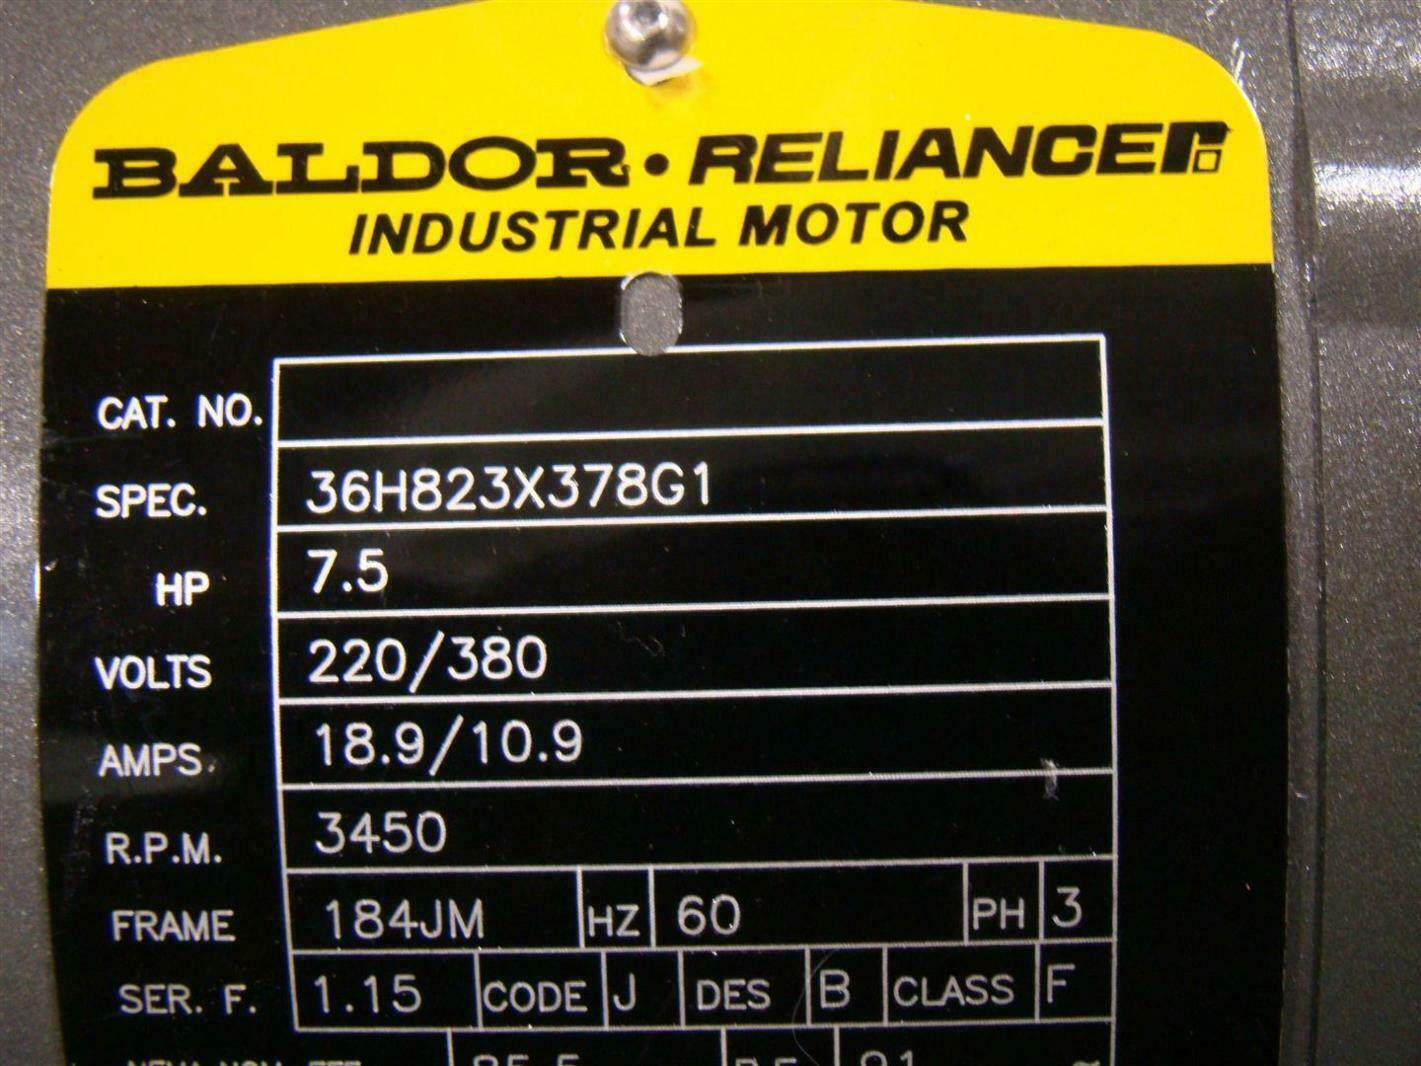 BALDOR • RELIANCE
INDUSTRIAL MOTOR
CAT. NO.
SPEC. 36H823X378G1
HP 7.5
VOLTS 220/380
AMPS. 18.9/10.9
R.P.M. 3450
FRAME 184JM HZ 60 PH 3
SER. F. 1.15 CODE J DES B CLASS F